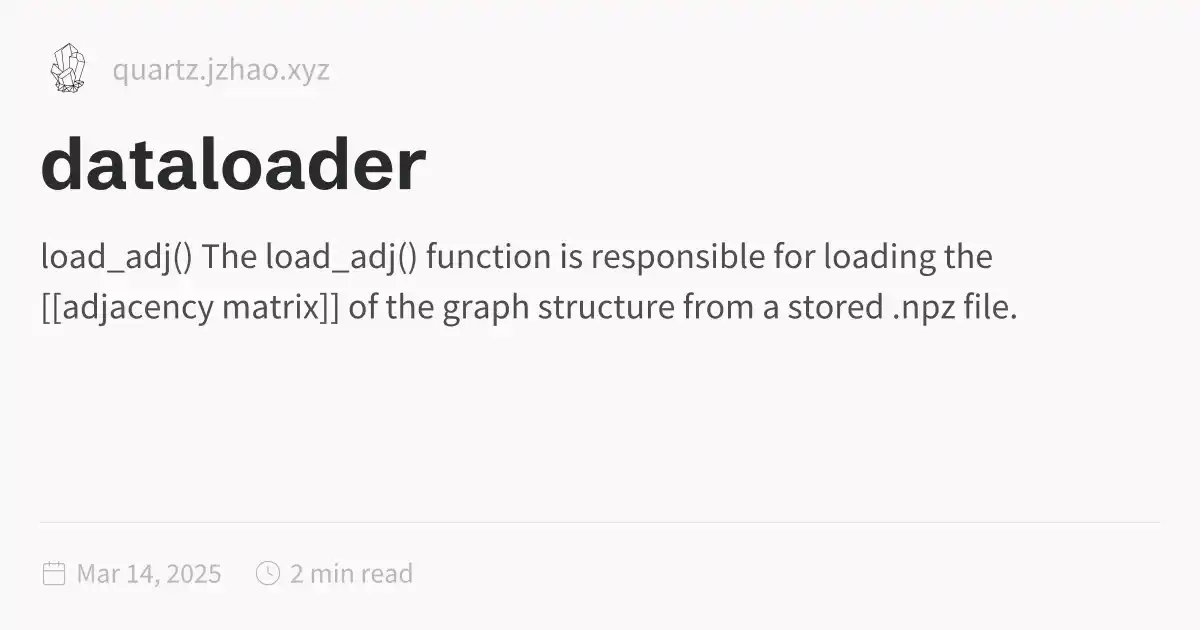 quartz.jzhao.xyz
dataloader
load_adj() The load_adj() function is responsible for loading the
[[adjacency matrix]] of the graph structure from a stored .npz file.
Mar 14, 2025 2 min read